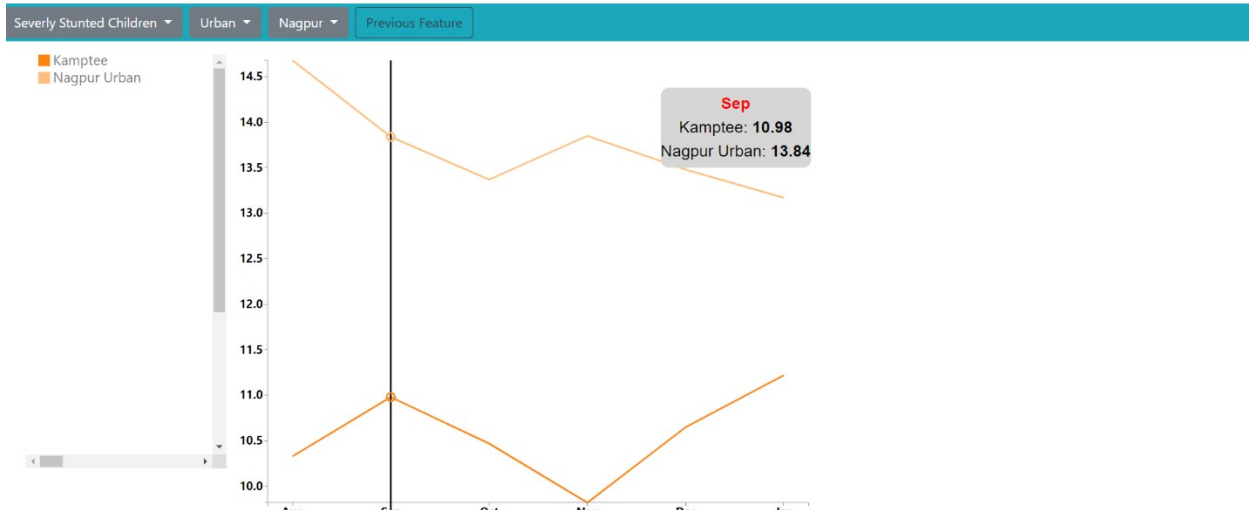 Severly Stunted Children Urban Nagpur Previous Feature
Kamptee
Nagpur Urban
14.5
14.0
13.5
13.0
12.5
12.0
11.5
11.0
10.5
10.0
Sep
Kamptee: 10.98
Nagpur Urban: 13.84